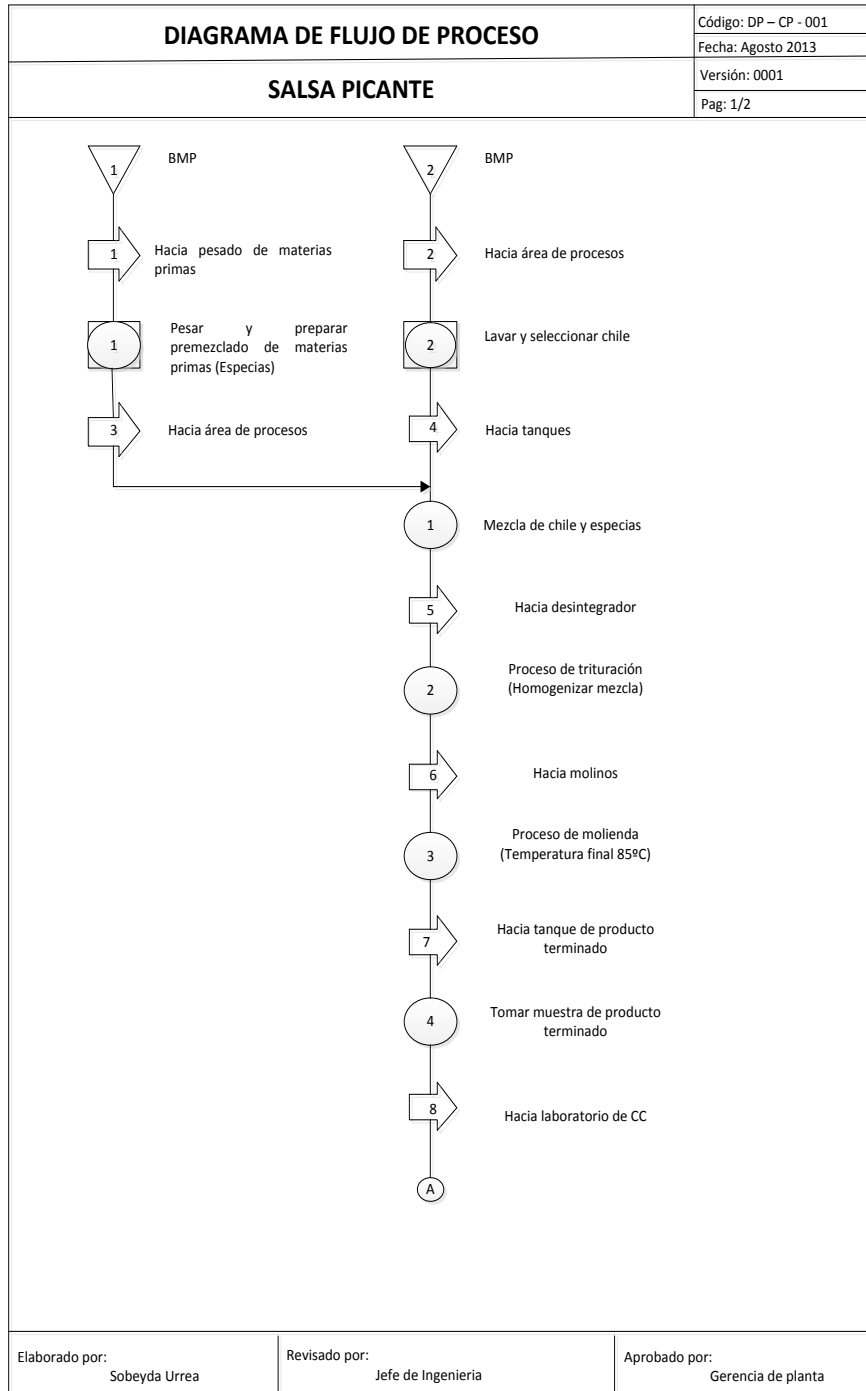 DIAGRAMA DE FLUJO DE PROCESO
SALSA PICANTE
Código: DP – CP - 001
Fecha: Agosto 2013
Versión: 0001
Pag: 1/2
1
BMP
2
BMP
1
Hacia pesado de materias
primas
2
Hacia área de procesos
1
Pesar y preparar
premezclado de materias
primas (Especias)
2
Lavar y seleccionar chile
3
Hacia área de procesos
4
Hacia tanques
1
Mezcla de chile y especias
5
Hacia desintegrador
2
Proceso de trituración
(Homogenizar mezcla)
6
Hacia molinos
3
Proceso de molienda
(Temperatura final 85ºC)
7
Hacia tanque de producto
terminado
4
Tomar muestra de producto
terminado
8
Hacia laboratorio de CC
A
Elaborado por:
Sobeyda Urrea
Revisado por:
Jefe de Ingenieria
Aprobado por:
Gerencia de planta